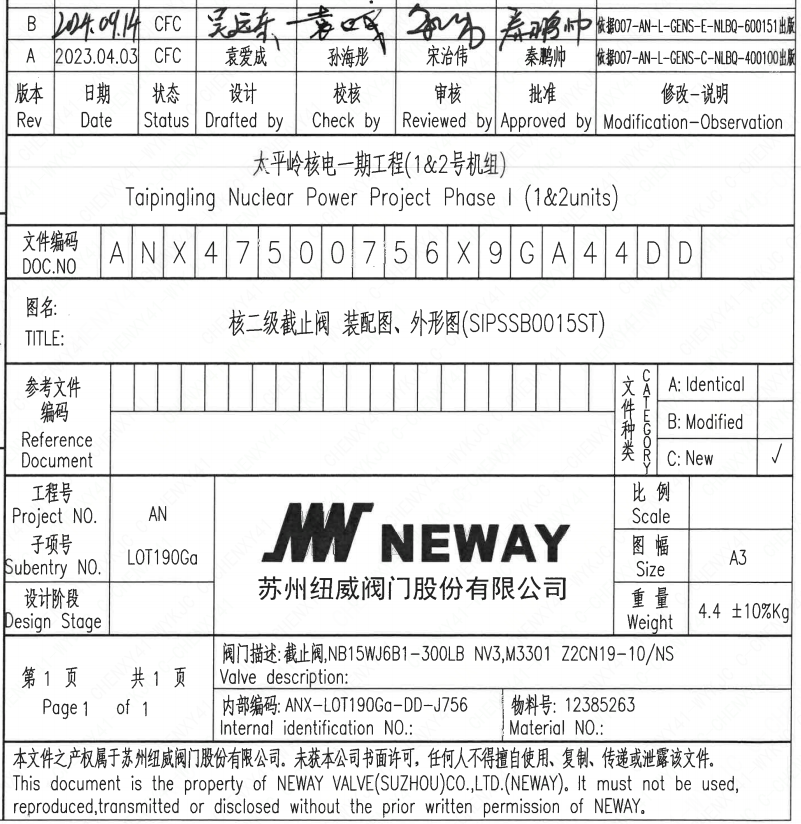 B 2024.09.14 CFC 吴远东 依据007-AN-L-GENS-E-NLBQ-600151出版
A 2023.04.03 CFC 袁爱成 孙海彤 宋治伟 秦鹏帅 依据007-AN-L-GENS-C-NLBQ-400100出版
版本 日期 状态 设计 校核 审核 批准 修改-说明
Rev Date Status Drafted by Check by Reviewed by Approved by Modification-Observation
太平岭核电一期工程(1&2号机组)
Taipingling Nuclear Power Project Phase I (1&2units)
文件编码
DOC.NO
A N X 4 7 5 0 0 7 5 6 X 9 G A 4 4 D D
图名:
TITLE:
核二级截止阀 装配图、外形图(SIPSSB0015ST)
参考文件
编码
Reference
Document
文件种类
CATEGORY
A: Identical
B: Modified
C: New √
工程号
Project NO.
AN
子项号
Subentry NO.
LOT190Ga
设计阶段
Design Stage
NEWAY
苏州纽威阀门股份有限公司
比 例
Scale
图 幅
Size
A3
重 量
Weight
4.4 ±10%Kg
第 1 页 共 1 页
Page 1 of 1
阀门描述:截止阀,NB15WJ6B1-300LB NV3,M3301 Z2CN19-10/NS
Valve description:
内部编码: ANX-LOT190Ga-DD-J756
Internal identification NO.:
物料号: 12385263
Material NO.:
本文件之产权属于苏州纽威阀门股份有限公司。未获本公司书面许可，任何人不得擅自使用、复制、传递或泄露该文件。
This document is the property of NEWAY VALVE(SUZHOU)CO.,LTD.(NEWAY)。It must not be used,
reproduced,transmitted or disclosed without the prior written permission of NEWAY。